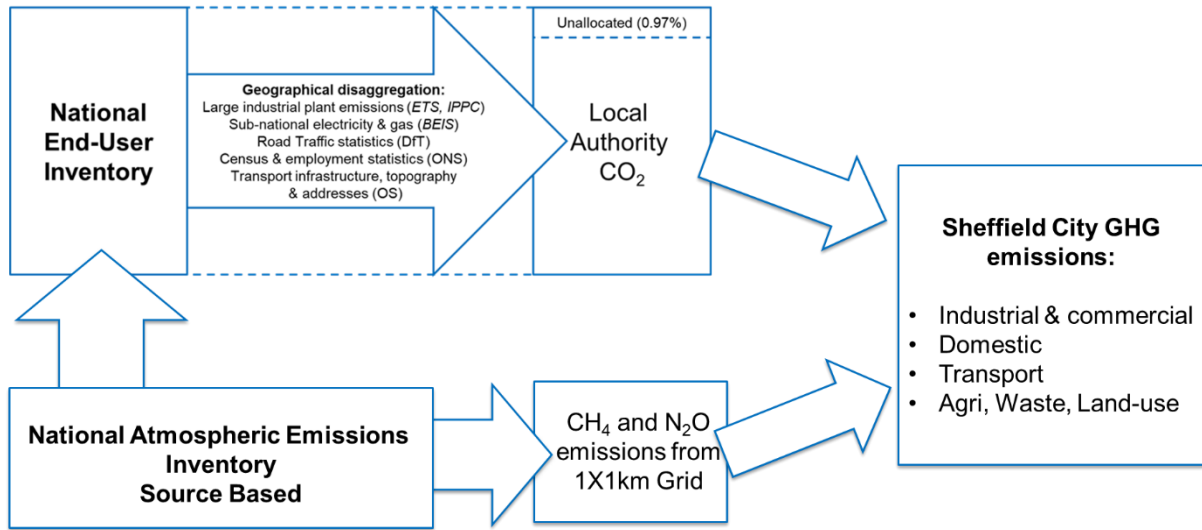 National
End-User
Inventory
Geographical disaggregation:
Large industrial plant emissions (ETS, IPPC)
Sub-national electricity & gas (BEIS)
Road Traffic statistics (DfT)
Census & employment statistics (ONS)
Transport infrastructure, topography
& addresses (OS)
Unallocated (0.97%)
Local
Authority
CO₂
Sheffield City GHG
emissions:
• Industrial & commercial
• Domestic
• Transport
• Agri, Waste, Land-use
National Atmospheric Emissions
Inventory
Source Based
CH₄ and N₂O
emissions from
1X1km Grid